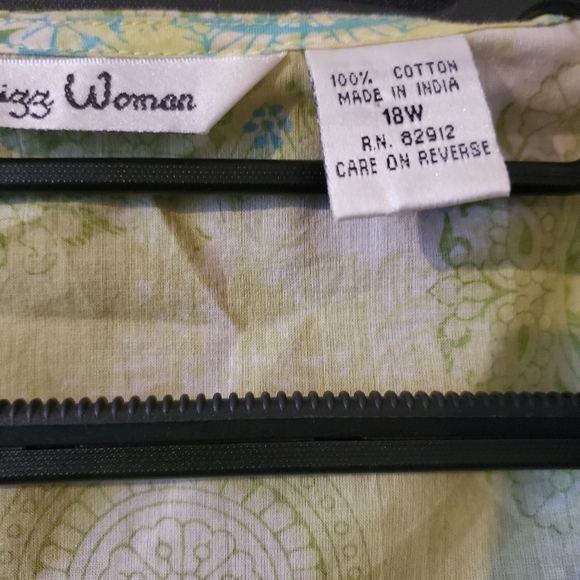 izz Woman
100% COTTON
MADE IN INDIA
18W
R.N. 82912
CARE ON REVERSE